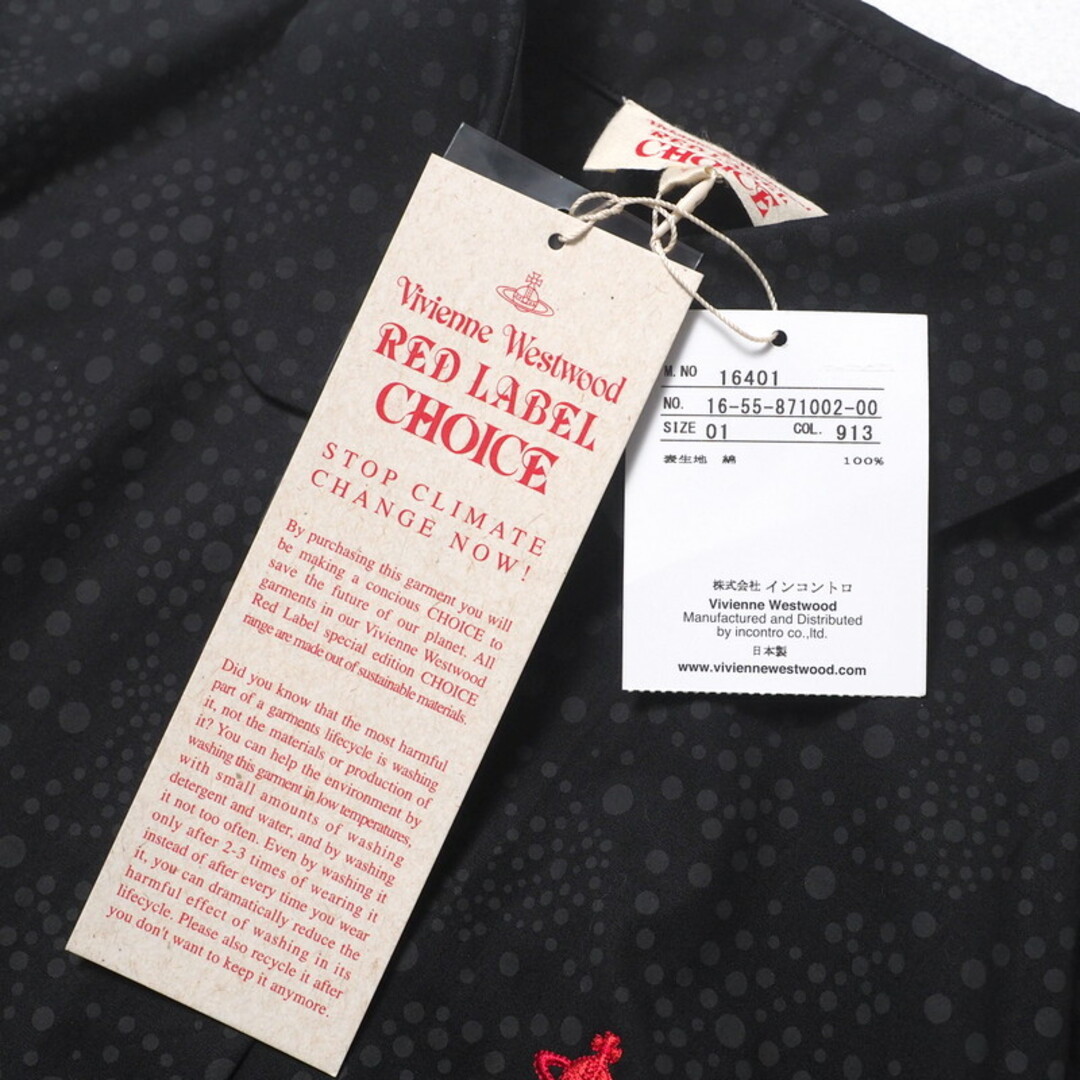 RED LABEL
CHOICE
Vivienne Westwood
RED LABEL
CHOICE
STOP CLIMATE
CHANGE NOW!
By purchasing this garment you will
be making a concious CHOICE to
save the future of our planet. All
garments in our Vivienne Westwood
Red Label special edition CHOICE
range are made out of sustainable materials.
Did you know that the most harmful
part of a garments lifecycle is washing
it, not the materials or production of
it? You can help the environment by
washing this garment in low temperatures,
with small amounts of washing
detergent and water, and by washing
it not too often. Even by washing it
only after 2-3 times of wearing it
instead of after every time you wear
it, you can dramatically reduce the
harmful effect of washing in its
lifecycle. Please also recycle it after
you don't want to keep it anymore.
M.NO 16401
NO. 16-55-871002-00
SIZE 01 COL. 913
表生地 綿 100%
株式会社 インコントロ
Vivienne Westwood
Manufactured and Distributed
by incontro co.,ltd.
日本製
www.viviennewestwood.com